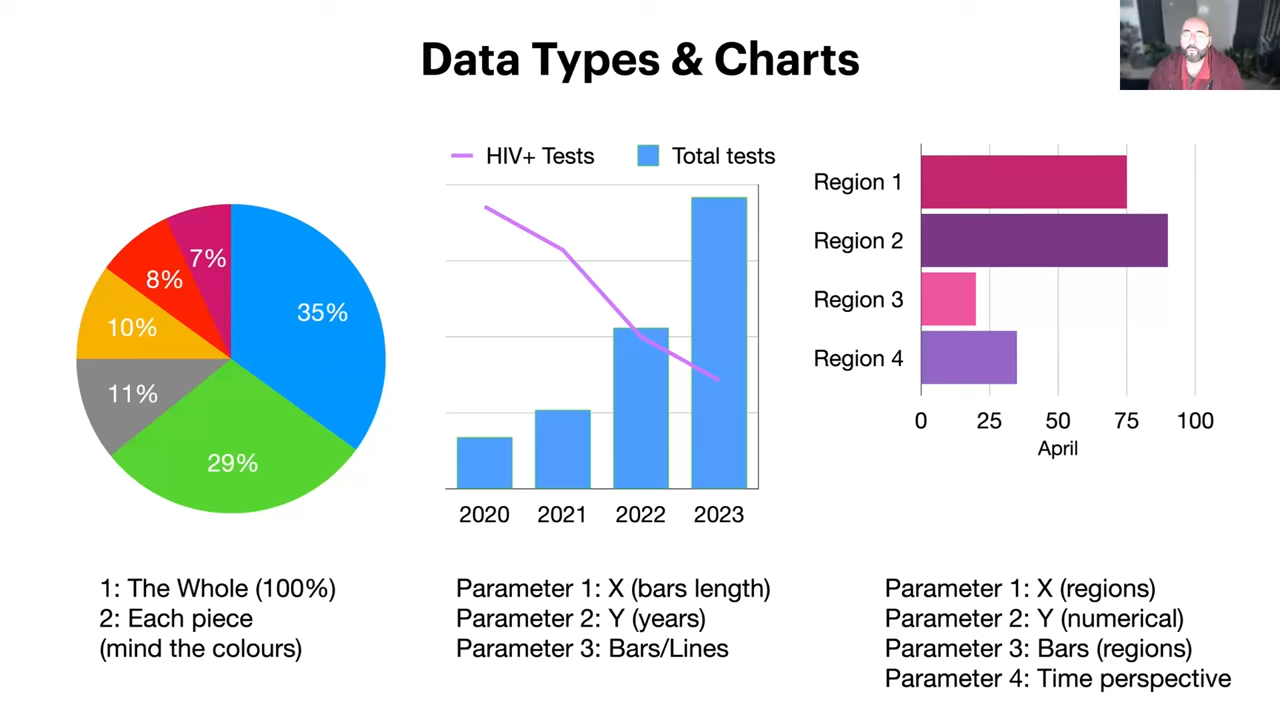 Data Types & Charts
35%
29%
11%
10%
8%
7%
1: The Whole (100%)
2: Each piece
(mind the colours)
HIV+ Tests
Total tests
2020 2021 2022 2023
Parameter 1: X (bars length)
Parameter 2: Y (years)
Parameter 3: Bars/Lines
Region 1
Region 2
Region 3
Region 4
0 25 50 75 100
April
Parameter 1: X (regions)
Parameter 2: Y (numerical)
Parameter 3: Bars (regions)
Parameter 4: Time perspective